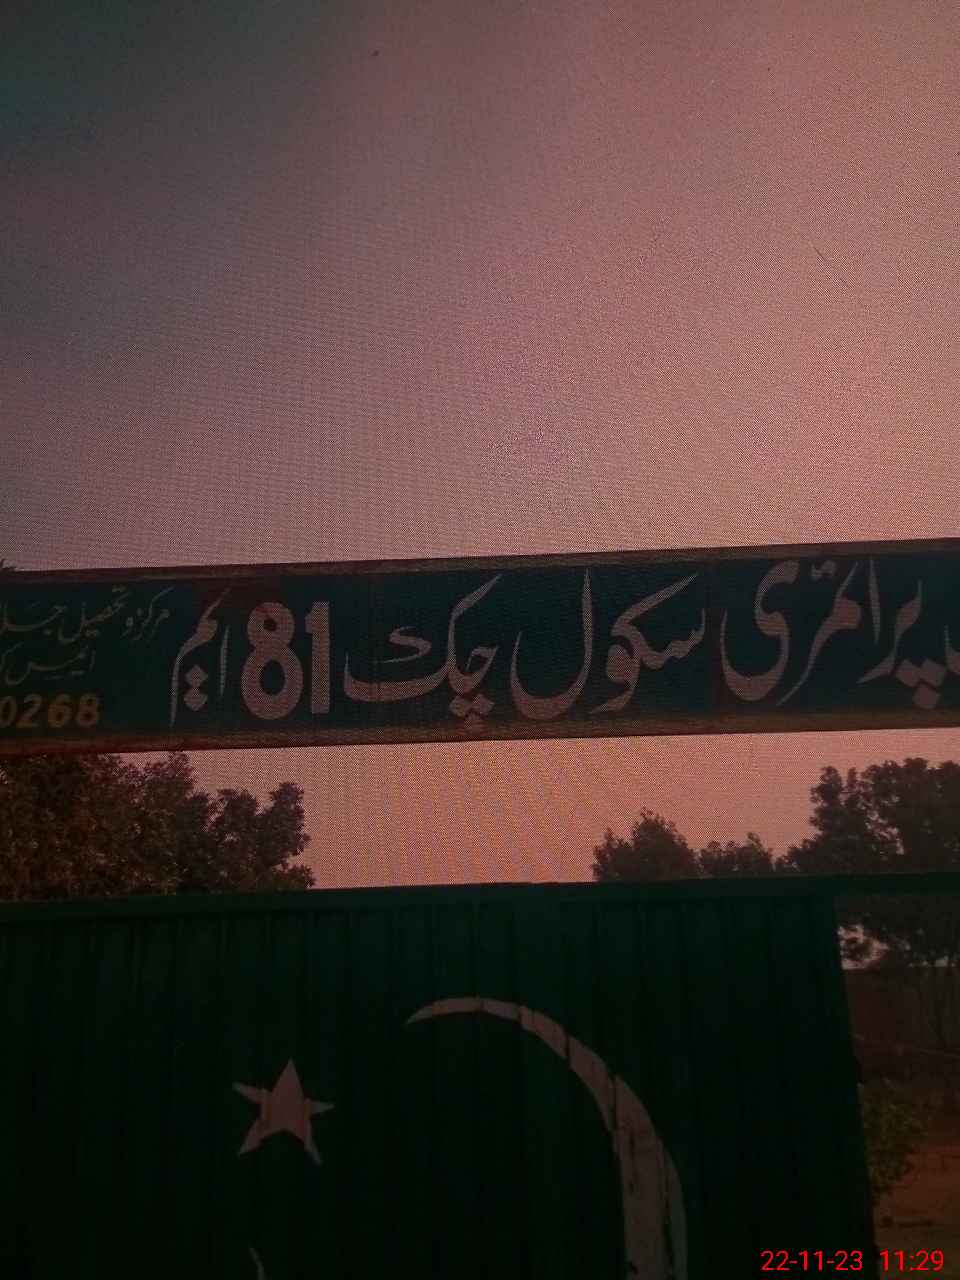 پرائمری سکول چک 81 ایم
مرکز و تحصیل
0268
22-11-23 11:29